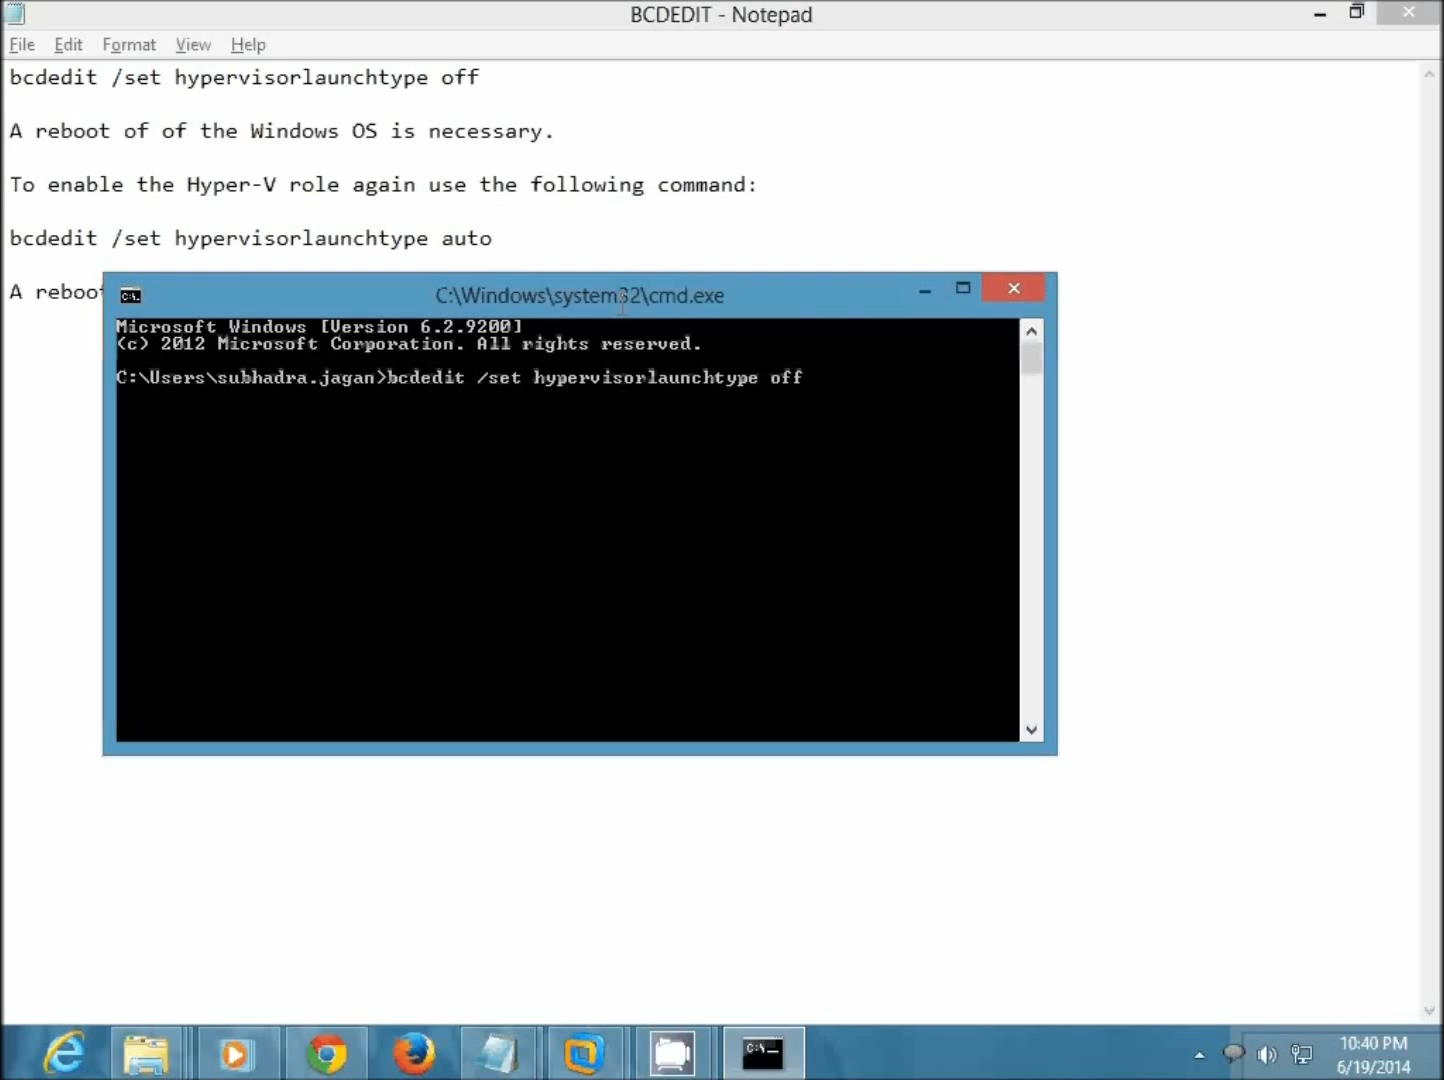 BCDEDIT - Notepad
File Edit Format View Help
bcdedit /set hypervisorlaunchtype off
A reboot of of the Windows OS is necessary.
To enable the Hyper-V role again use the following command:
bcdedit /set hypervisorlaunchtype auto
A reboot
C:\Windows\system32\cmd.exe
Microsoft Windows [Version 6.2.9200]
(c) 2012 Microsoft Corporation. All rights reserved.
C:\Users\subhadra.jagan>bcdedit /set hypervisorlaunchtype off
10:40 PM
6/19/2014